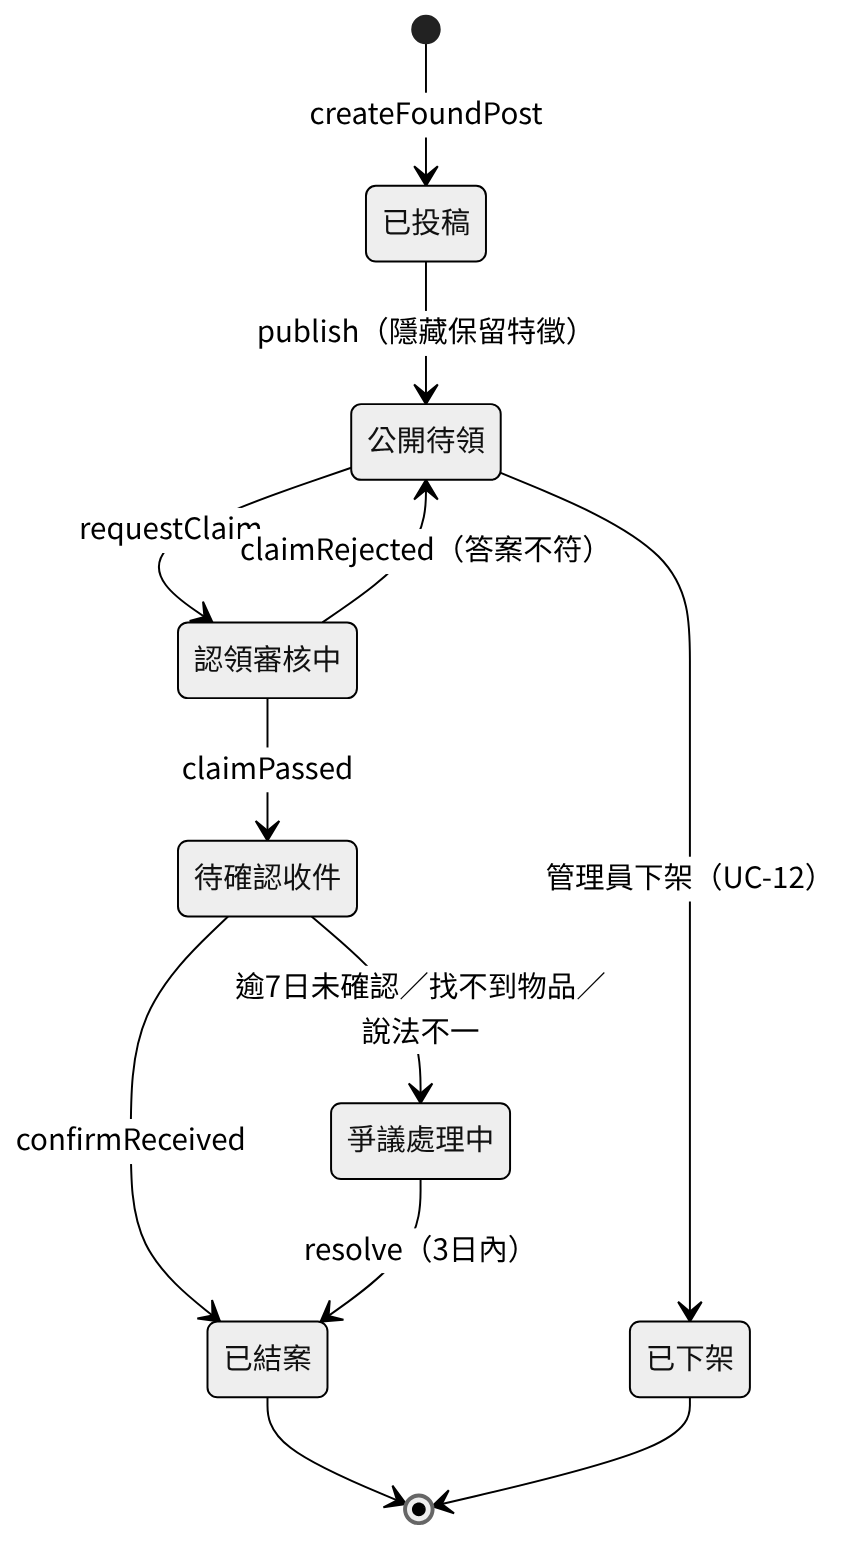 createFoundPost
已投稿
publish（隱藏保留特徵）
公開待領
requestClaim
claimRejected（答案不符）
認領審核中
claimPassed
待確認收件
管理員下架（UC-12）
逾7日未確認／找不到物品／
說法不一
confirmReceived
爭議處理中
resolve（3日內）
已結案
已下架